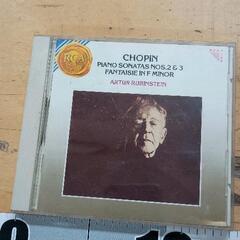 CHOPIN
PIANO SONATAS NOS.2 & 3
FANTAISIE IN F MINOR
ARTUR RUBINSTEIN
RCA